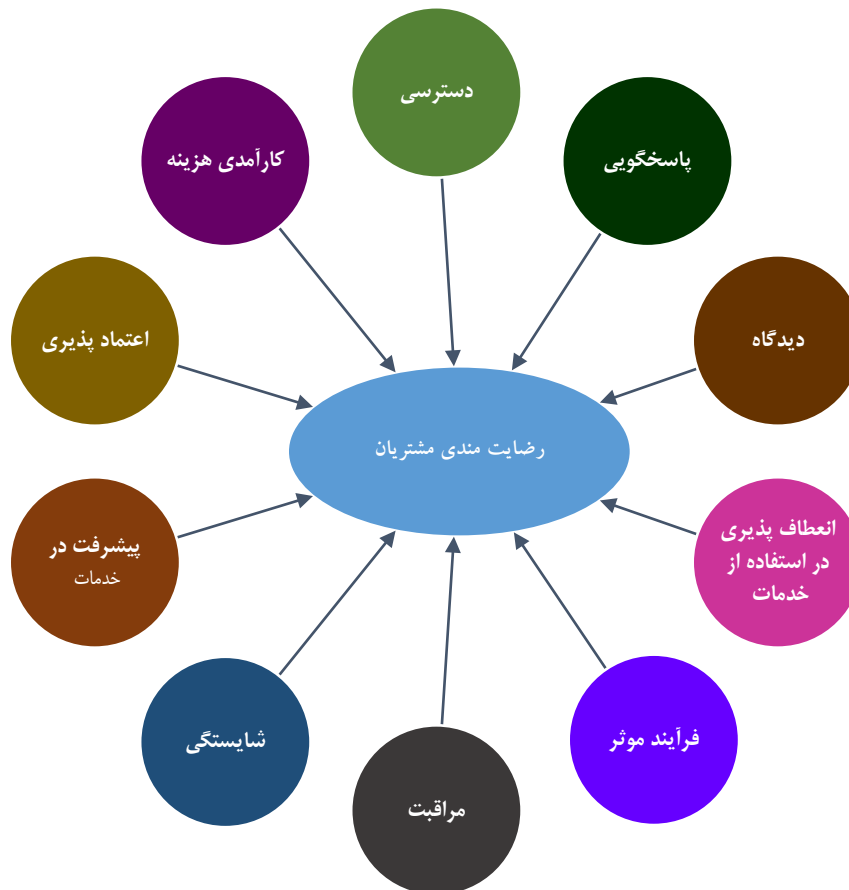 دسترسی
پاسخگویی
کارآمدی هزینه
دیدگاه
اعتماد پذیری
رضایت مندی مشتریان
انعطاف پذیری
در استفاده از
خدمات
پیشرفت در
خدمات
فرآیند موثر
شایستگی
مراقبت